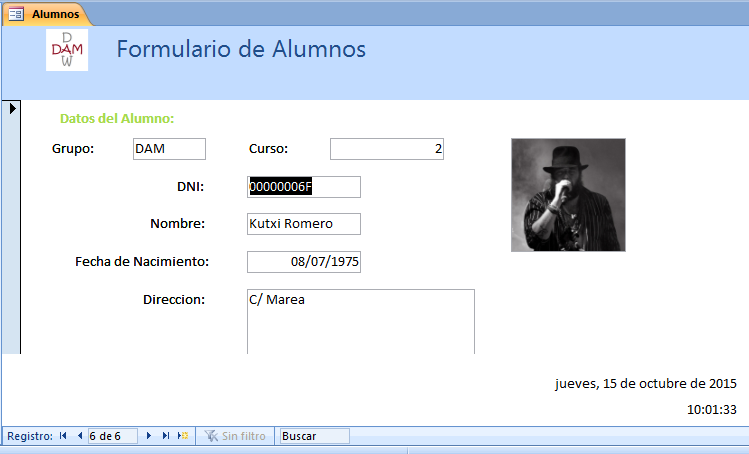 Alumnos
D
DAM
W
Formulario de Alumnos
Datos del Alumno:
Grupo: DAM Curso: 2
DNI: 00000006F
Nombre: Kutxi Romero
Fecha de Nacimiento: 08/07/1975
Direccion: C/ Marea
jueves, 15 de octubre de 2015
10:01:33
Registro: 6 de 6 Sin filtro Buscar